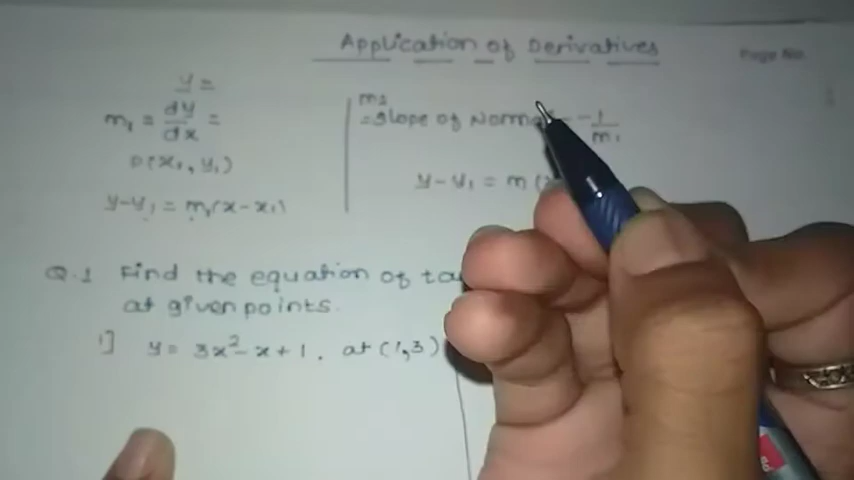 Application of Derivatives
Page No.
y =
m₁ = dy/dx =
P(x₁, y₁)
y-y₁ = m₁(x-x₁)
m₂
=Slope of Normal = -1/m₁
y-y₁ = m(x
Q.1 Find the equation of
at given points.
1] y= 3x²-x+1, at (1,3)